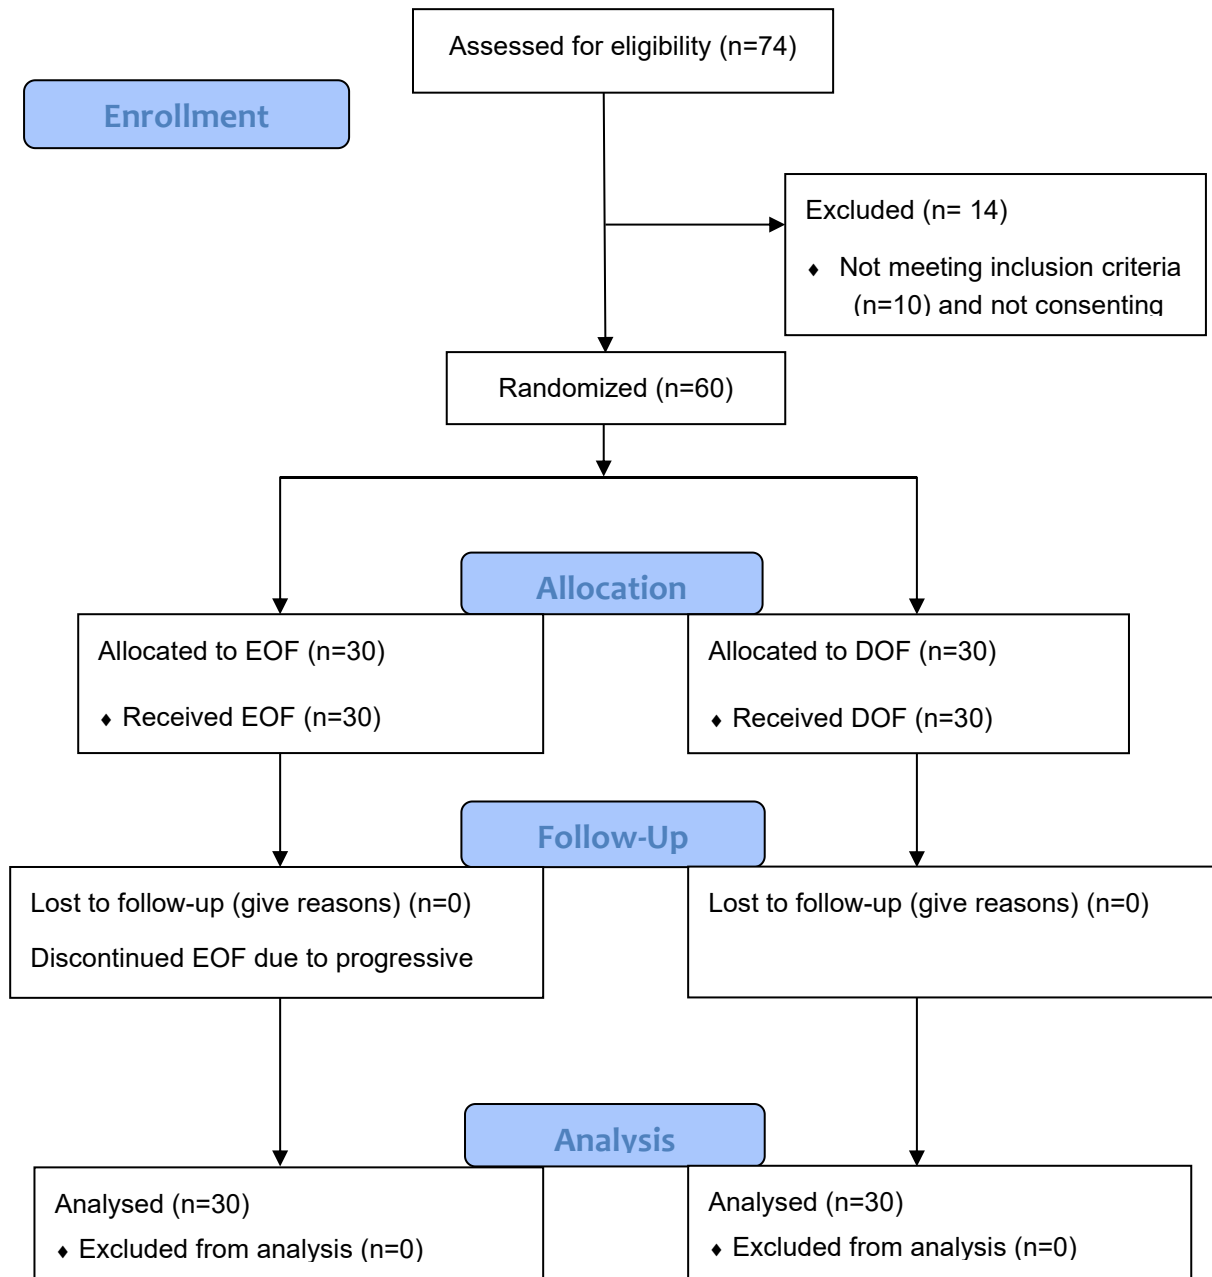 Assessed for eligibility (n=74)
Enrollment
Excluded (n= 14)
♦ Not meeting inclusion criteria
(n=10) and not consenting
Randomized (n=60)
Allocation
Allocated to EOF (n=30)
♦ Received EOF (n=30)
Allocated to DOF (n=30)
♦ Received DOF (n=30)
Follow-Up
Lost to follow-up (give reasons) (n=0)
Discontinued EOF due to progressive
Lost to follow-up (give reasons) (n=0)
Analysis
Analysed (n=30)
♦ Excluded from analysis (n=0)
Analysed (n=30)
♦ Excluded from analysis (n=0)